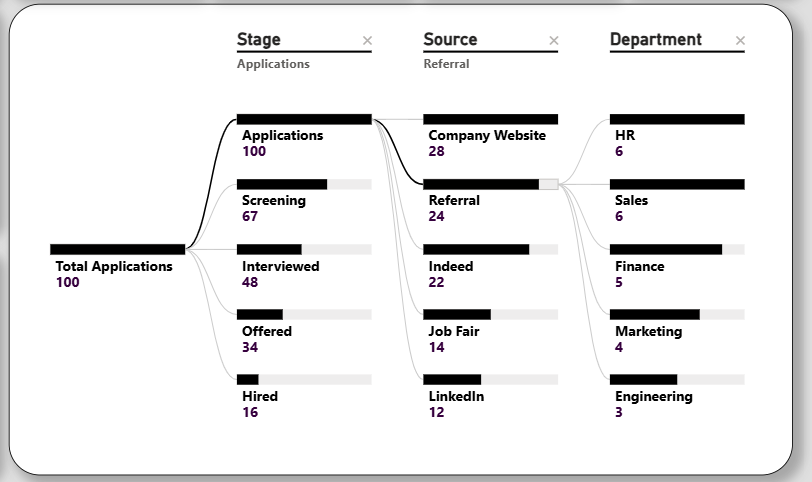 Stage
Applications
Source
Referral
Department
Total Applications
100
Applications
100
Screening
67
Interviewed
48
Offered
34
Hired
16
Company Website
28
Referral
24
Indeed
22
Job Fair
14
LinkedIn
12
HR
6
Sales
6
Finance
5
Marketing
4
Engineering
3